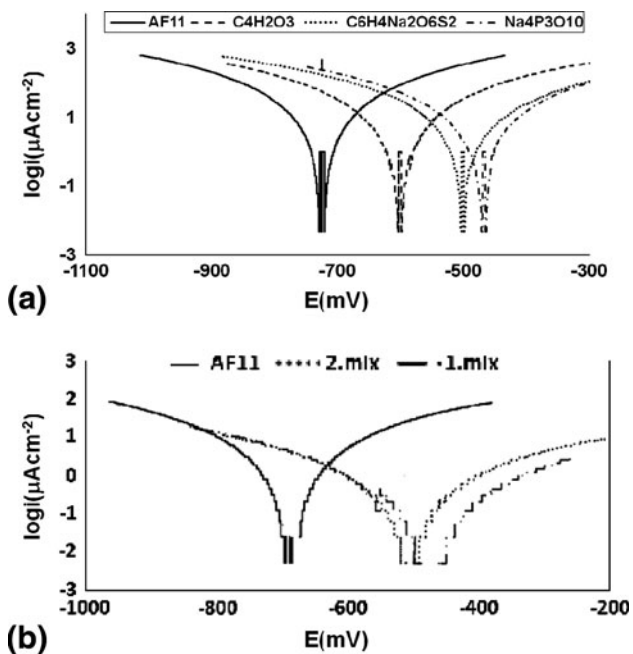 AF11 C4H2O3 C6H4Na2O6S2 Na4P3O10
5
3
1
-1
-3
logi(μAcm-2)
-1100 -900 -700 -500 -300
E(mV)
(a)
AF11 2.mix 1.mix
3
2
1
0
-1
-2
-3
logi(μAcm-2)
-1000 -800 -600 -400 -200
E(mV)
(b)